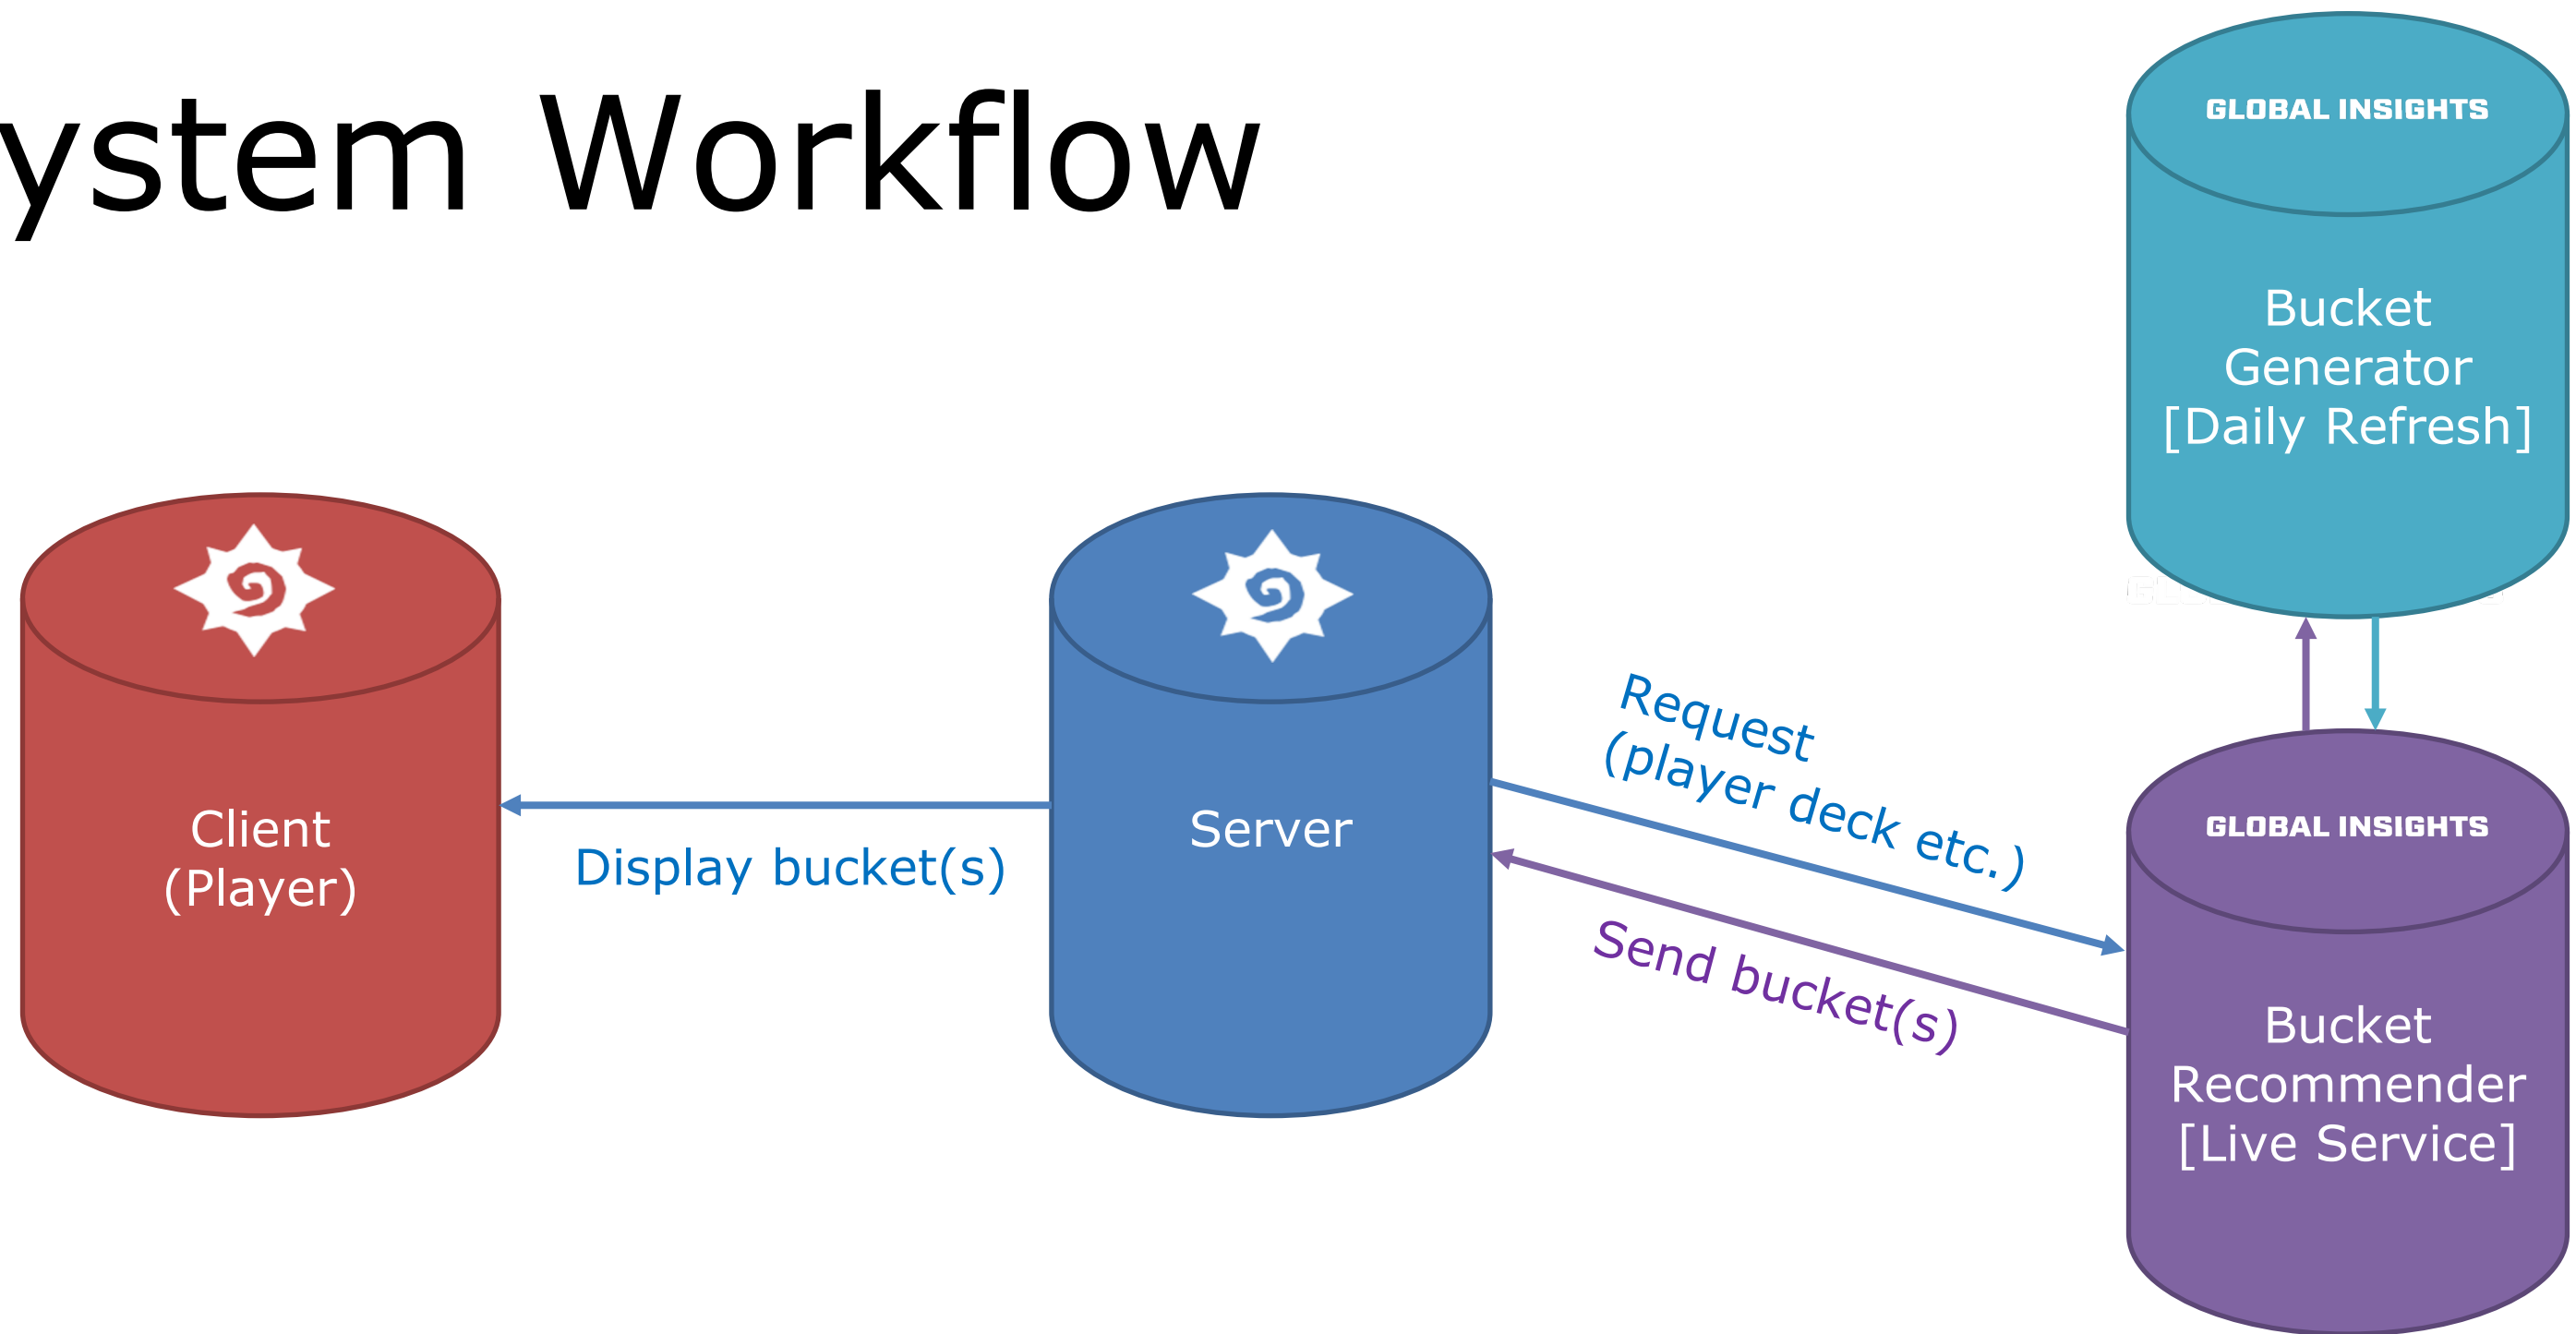 ystem Workflow
GLOBAL INSIGHTS
Bucket
Generator
[Daily Refresh]
Client
(Player)
Display bucket(s)
Server
Request
(player deck etc.)
Send bucket(s)
GLOBAL INSIGHTS
Bucket
Recommender
[Live Service]